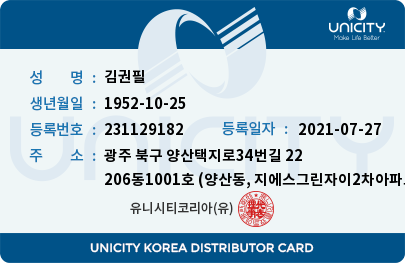 UNICITY
Make Life Better
성 명 : 김권필
생년월일 : 1952-10-25
등록번호 : 231129182 등록일자 : 2021-07-27
주 소 : 광주 북구 양산택지로34번길 22
206동1001호 (양산동, 지에스그린자이2차아파
유니시티코리아(유)
UNICITY
UNICITY KOREA DISTRIBUTOR CARD